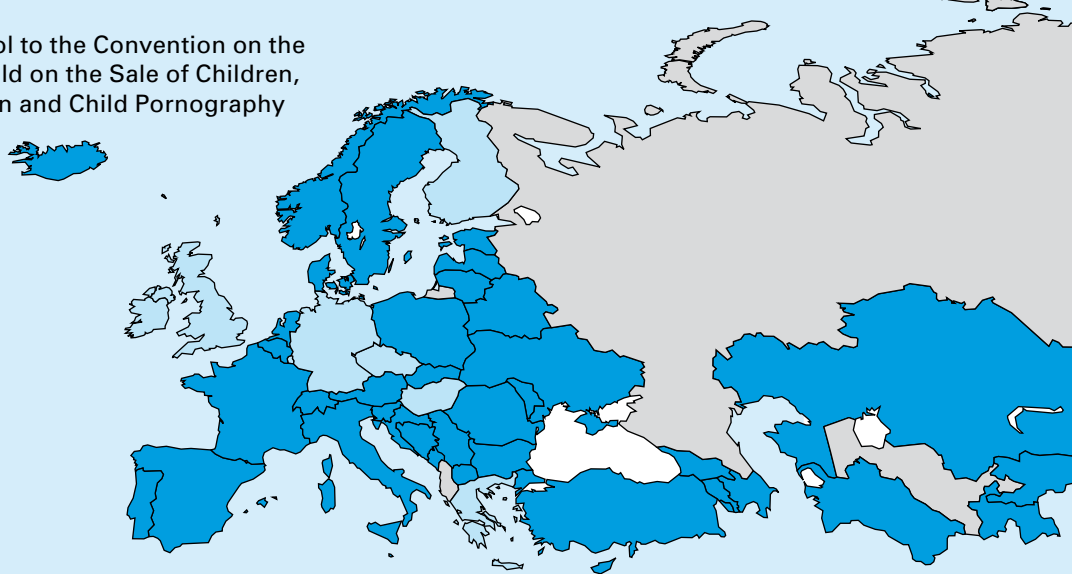 ol to the Convention on the
ld on the Sale of Children,
n and Child Pornography